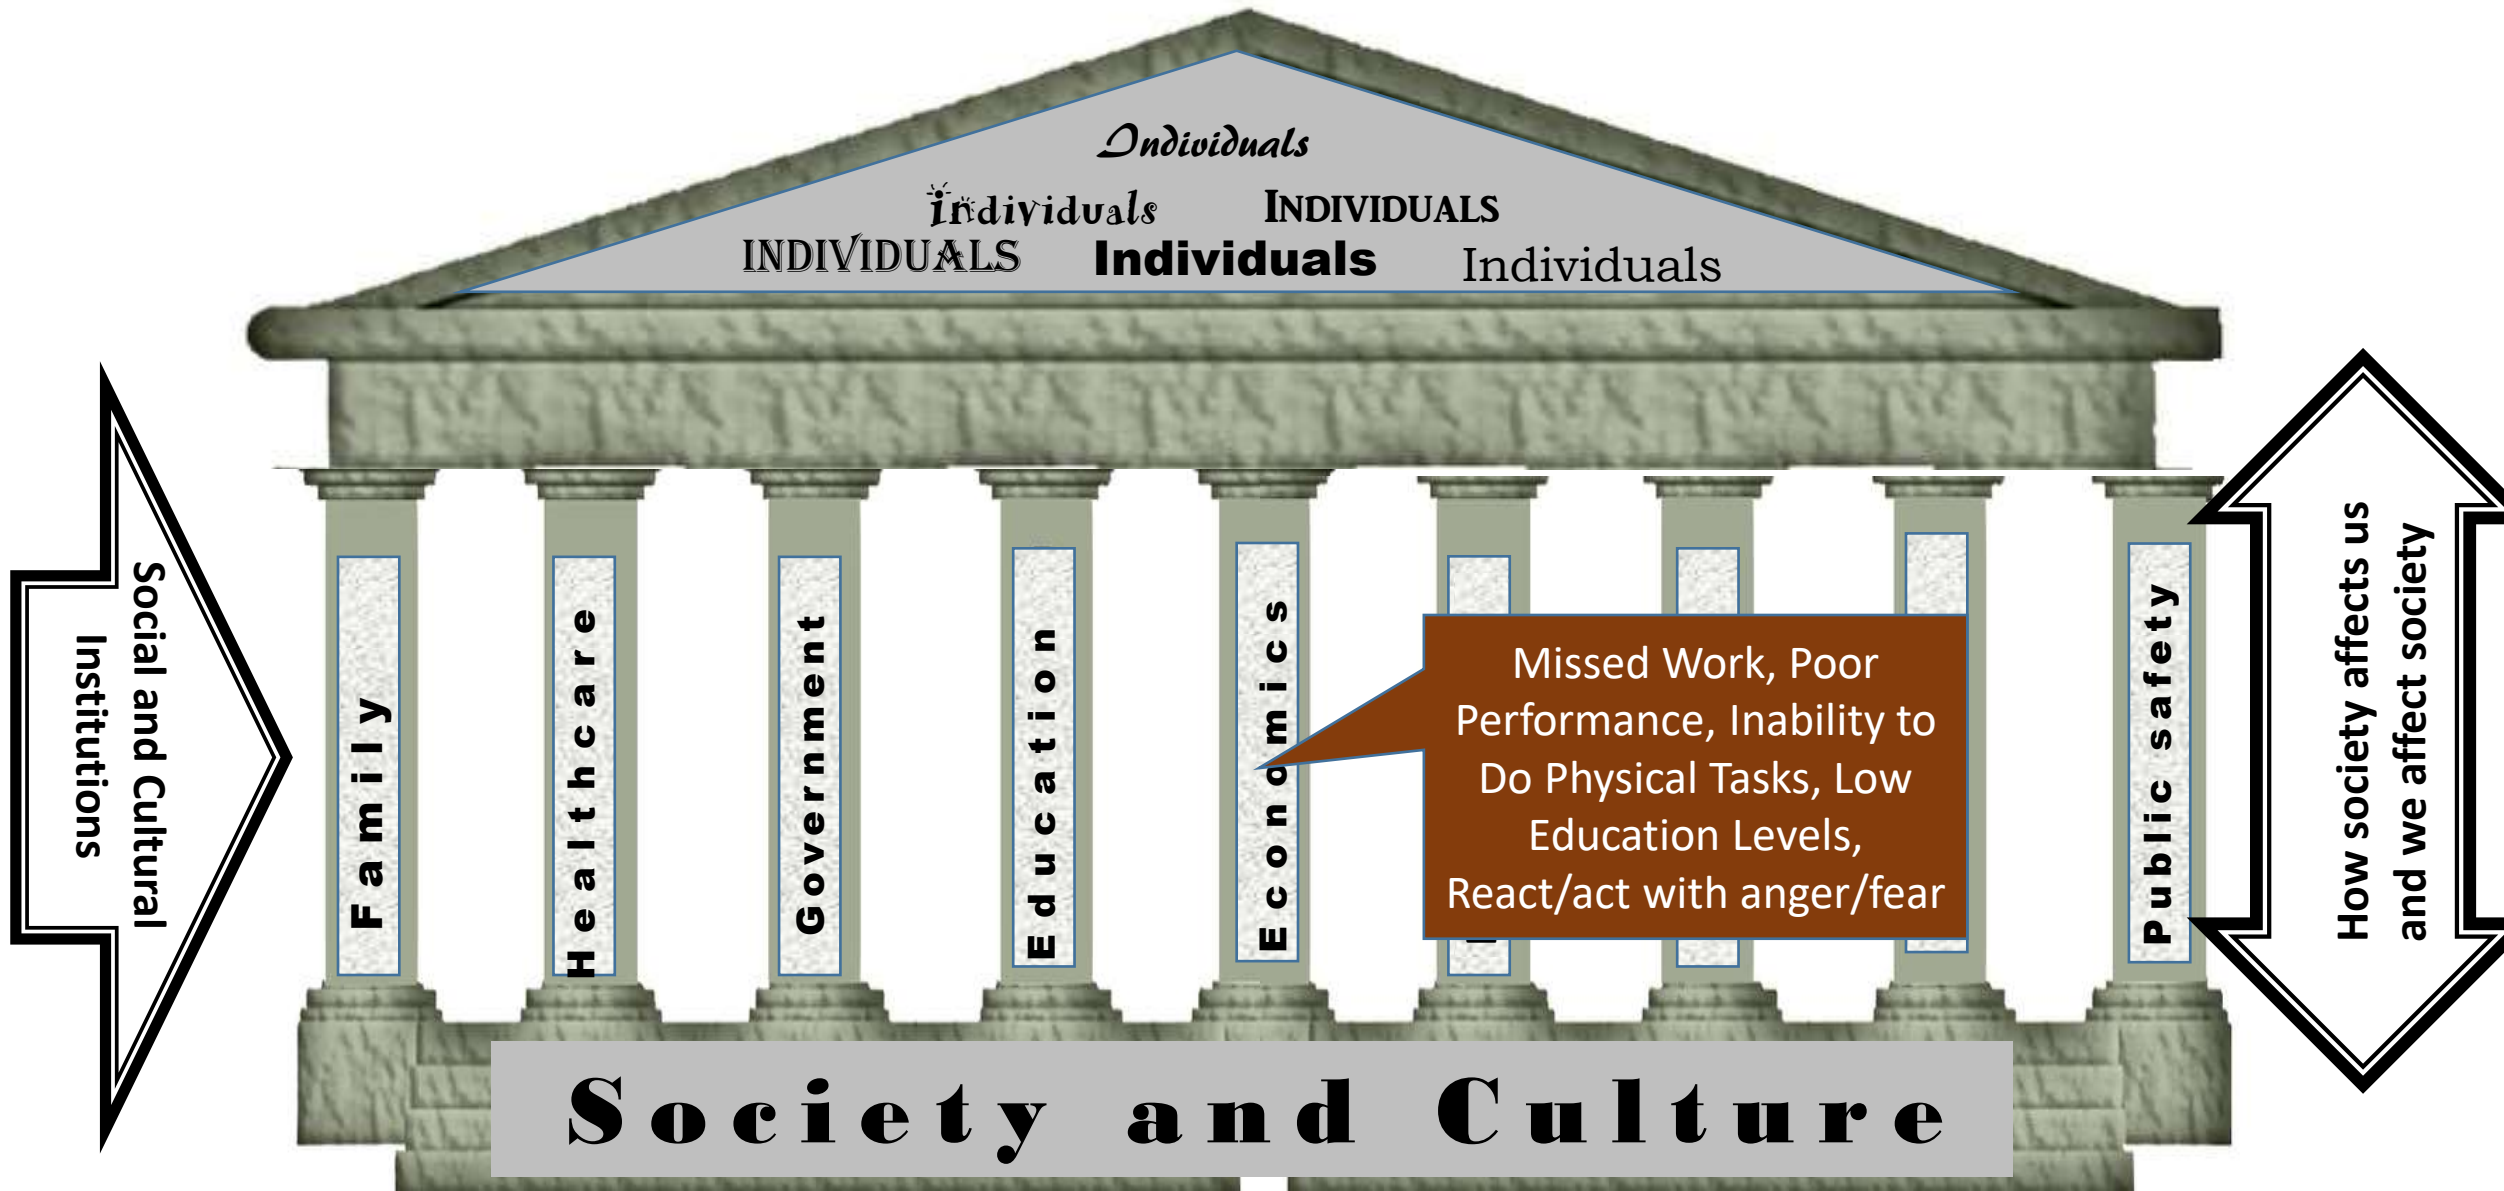 Individuals
Individuals INDIVIDUALS
INDIVIDUALS Individuals Individuals
Social and Cultural
Institutions
Family
Healthcare
Government
Education
Economics
Missed Work, Poor
Performance, Inability to
Do Physical Tasks, Low
Education Levels,
React/act with anger/fear
Public safety
How society affects us
and we affect society
Society and Culture